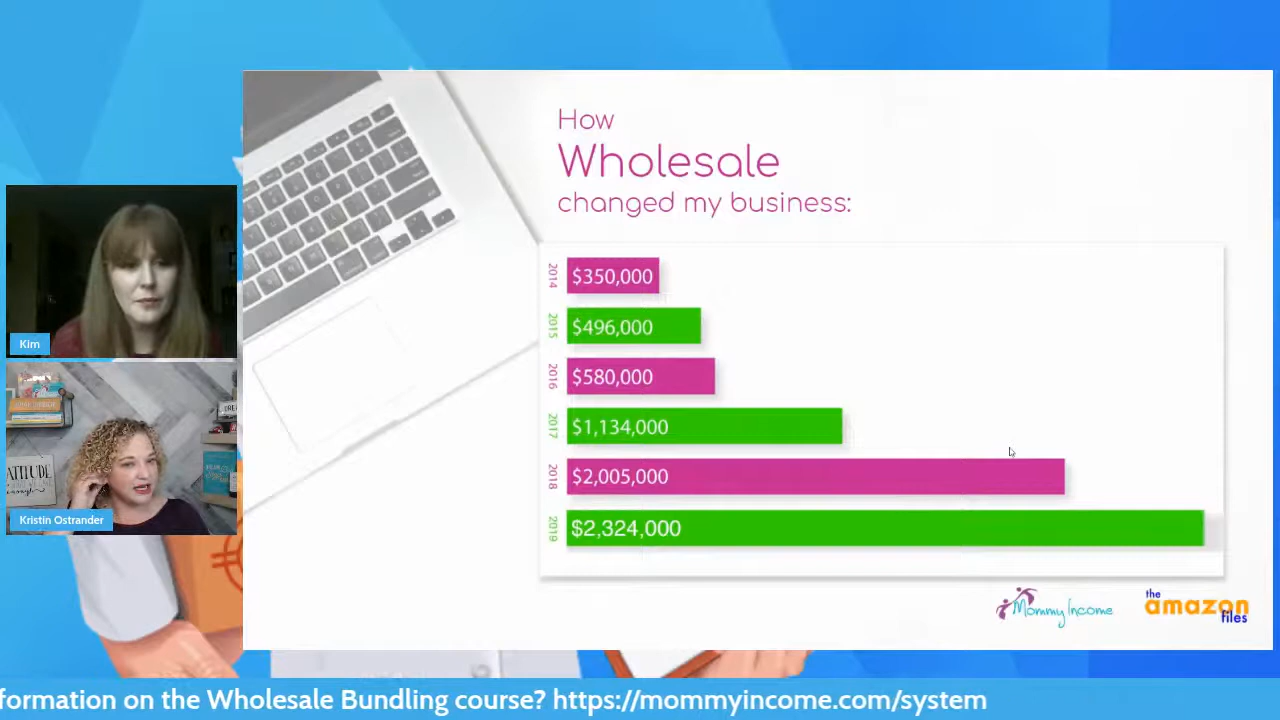 How
Wholesale
changed my business:
2014 $350,000
2015 $496,000
2016 $580,000
2017 $1,134,000
2018 $2,005,000
2019 $2,324,000
Kim
ATTITUDE
Kristin Ostrander
Mommy Income
the
amazon
files
formation on the Wholesale Bundling course? https://mommyincome.com/system